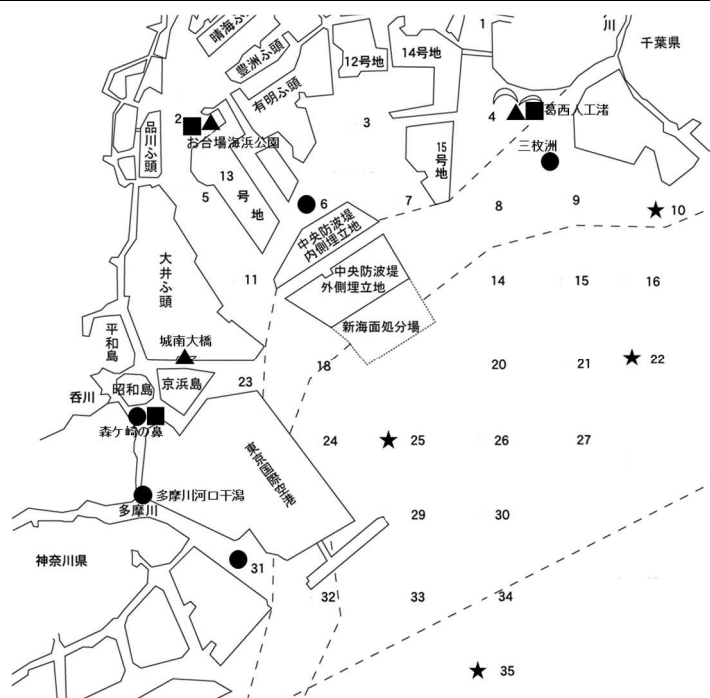 晴海ふ頭
豊洲ふ頭
有明ふ頭
12号地
14号地
1
川
千葉県
品川ふ頭
2
お台場海浜公園
3
4
葛西人工渚
三枚洲
15号地
13号地
5
6
7
8
9
10
中央防波堤
内側埋立地
中央防波堤
外側埋立地
新海面処分場
大井ふ頭
11
14
15
16
平和島
城南大橋
18
20
21
22
呑川
昭和島
京浜島
23
森ケ崎の鼻
24
25
26
27
東京国際空港
多摩川河口干潟
多摩川
29
30
神奈川県
31
32
33
34
35